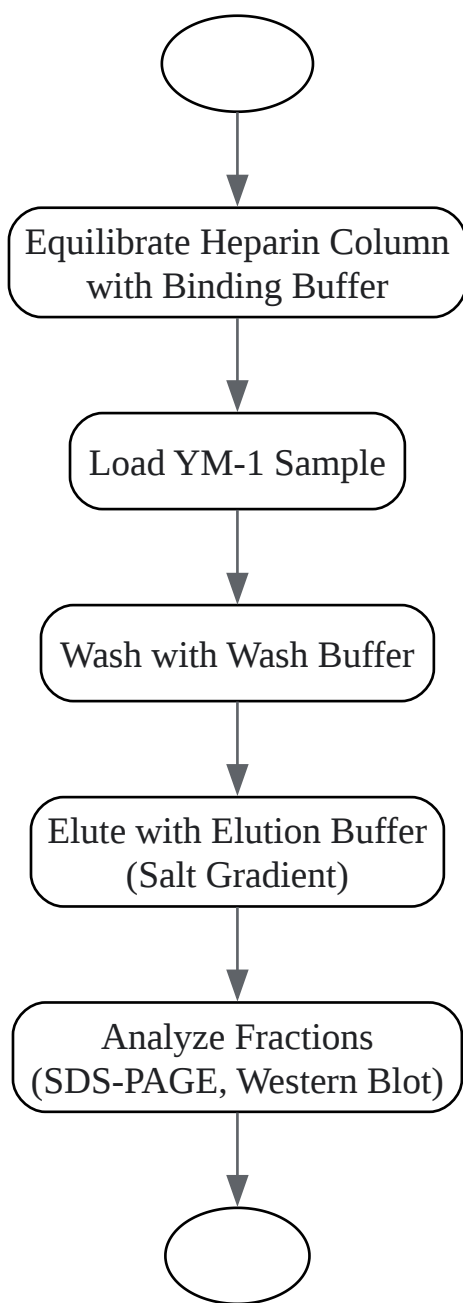 Equilibrate Heparin Column
with Binding Buffer
Load YM-1 Sample
Wash with Wash Buffer
Elute with Elution Buffer
(Salt Gradient)
Analyze Fractions
(SDS-PAGE, Western Blot)